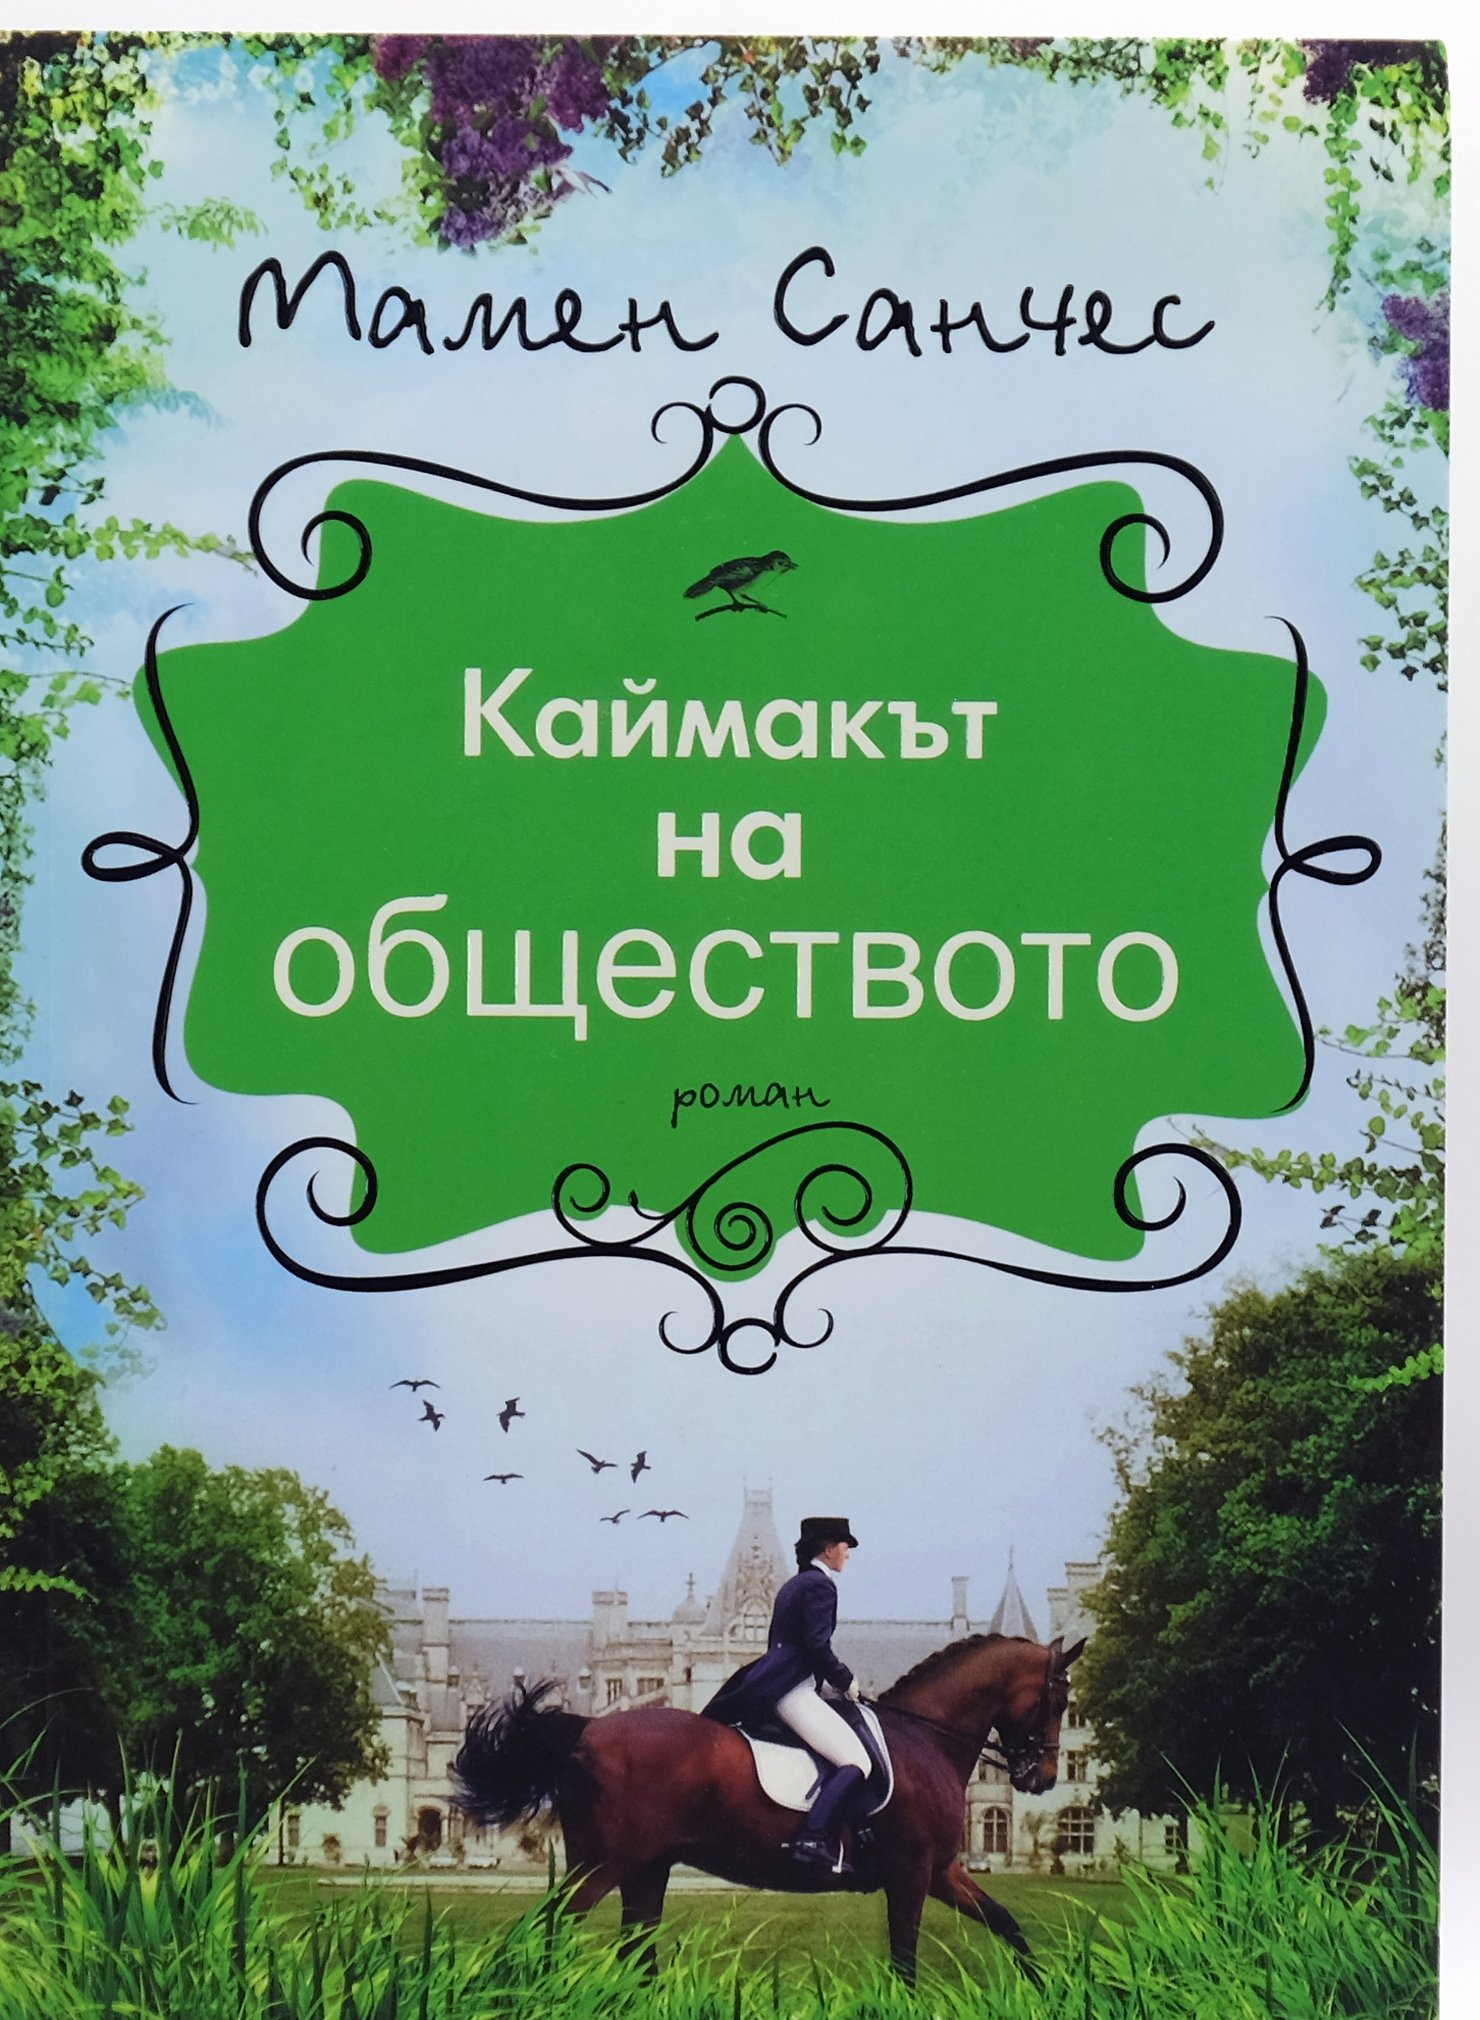 Мамен Санчес
Каймакът
на
обществото
роман